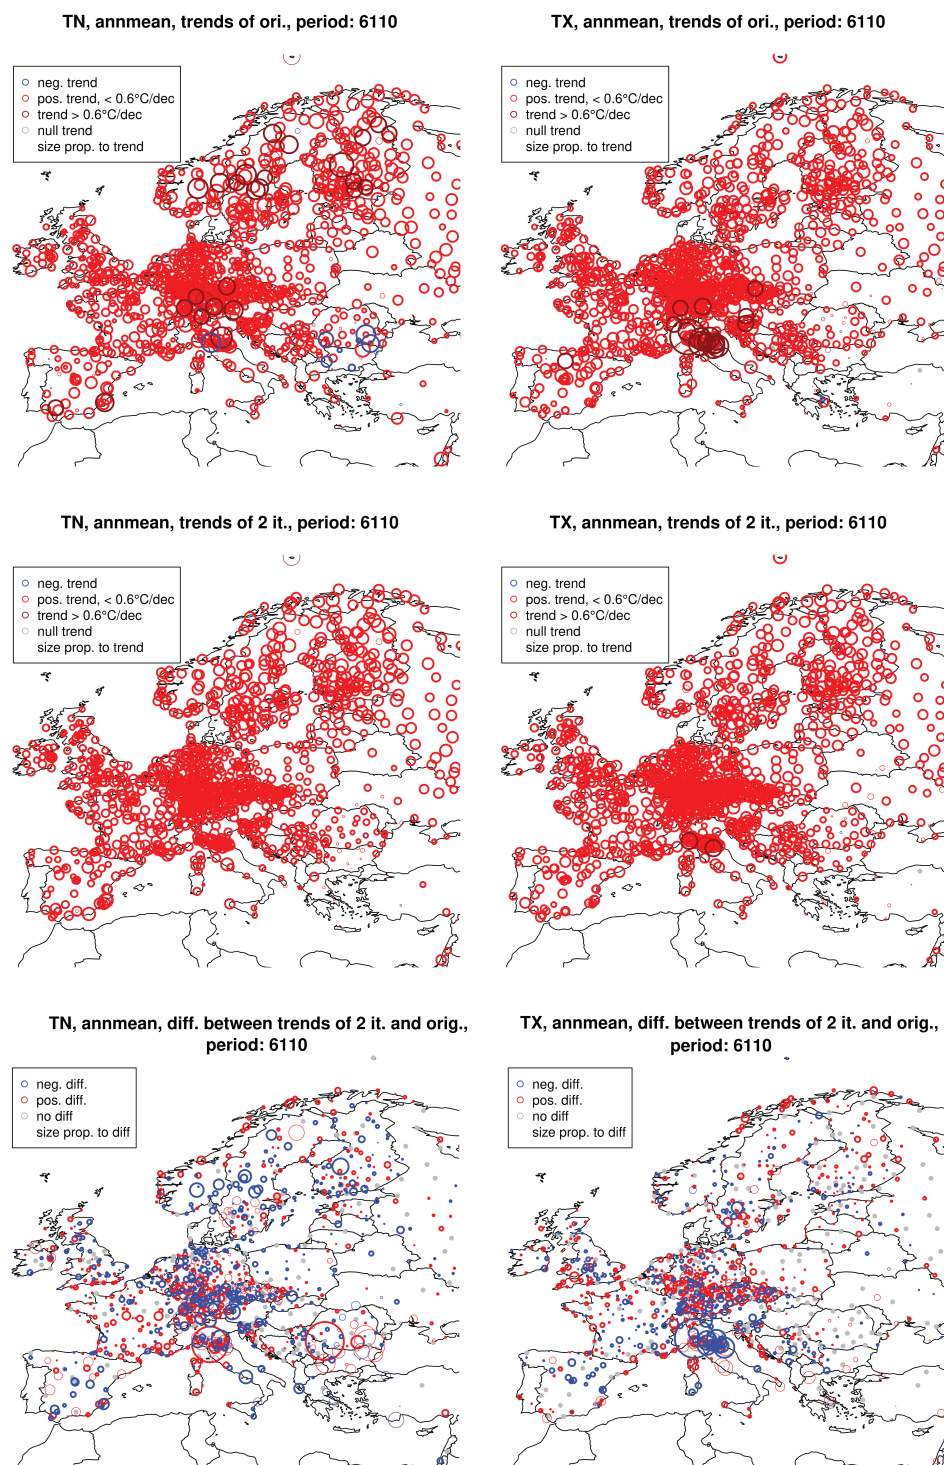 TN, annmean, trends of ori., period: 6110
neg. trend
pos. trend, < 0.6°C/dec
trend > 0.6°C/dec
null trend
size prop. to trend
TX, annmean, trends of ori., period: 6110
neg. trend
pos. trend, < 0.6°C/dec
trend > 0.6°C/dec
null trend
size prop. to trend
TN, annmean, trends of 2 it., period: 6110
neg. trend
pos. trend, < 0.6°C/dec
trend > 0.6°C/dec
null trend
size prop. to trend
TX, annmean, trends of 2 it., period: 6110
neg. trend
pos. trend, < 0.6°C/dec
trend > 0.6°C/dec
null trend
size prop. to trend
TN, annmean, diff. between trends of 2 it. and orig.,
period: 6110
neg. diff.
pos. diff.
no diff
size prop. to diff
TX, annmean, diff. between trends of 2 it. and orig.,
period: 6110
neg. diff.
pos. diff.
no diff
size prop. to diff